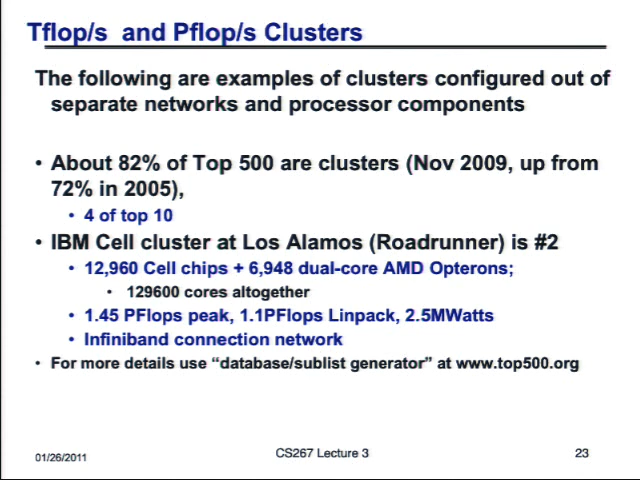 Tflop/s and Pflop/s Clusters
The following are examples of clusters configured out of
separate networks and processor components
• About 82% of Top 500 are clusters (Nov 2009, up from
72% in 2005),
• 4 of top 10
• IBM Cell cluster at Los Alamos (Roadrunner) is #2
• 12,960 Cell chips + 6,948 dual-core AMD Opterons;
• 129600 cores altogether
• 1.45 PFlops peak, 1.1PFlops Linpack, 2.5MWatts
• Infiniband connection network
• For more details use “database/sublist generator” at www.top500.org
01/26/2011
CS267 Lecture 3
23